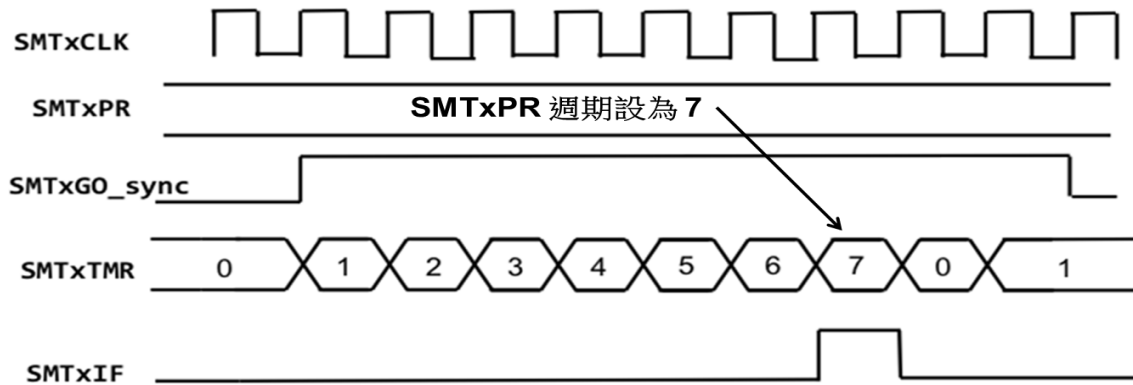 SMTxCLK
SMTxPR
SMTxPR 週期設為 7
SMTxGO_sync
SMTxTMR
0 1 2 3 4 5 6 7 0 1
SMTxIF